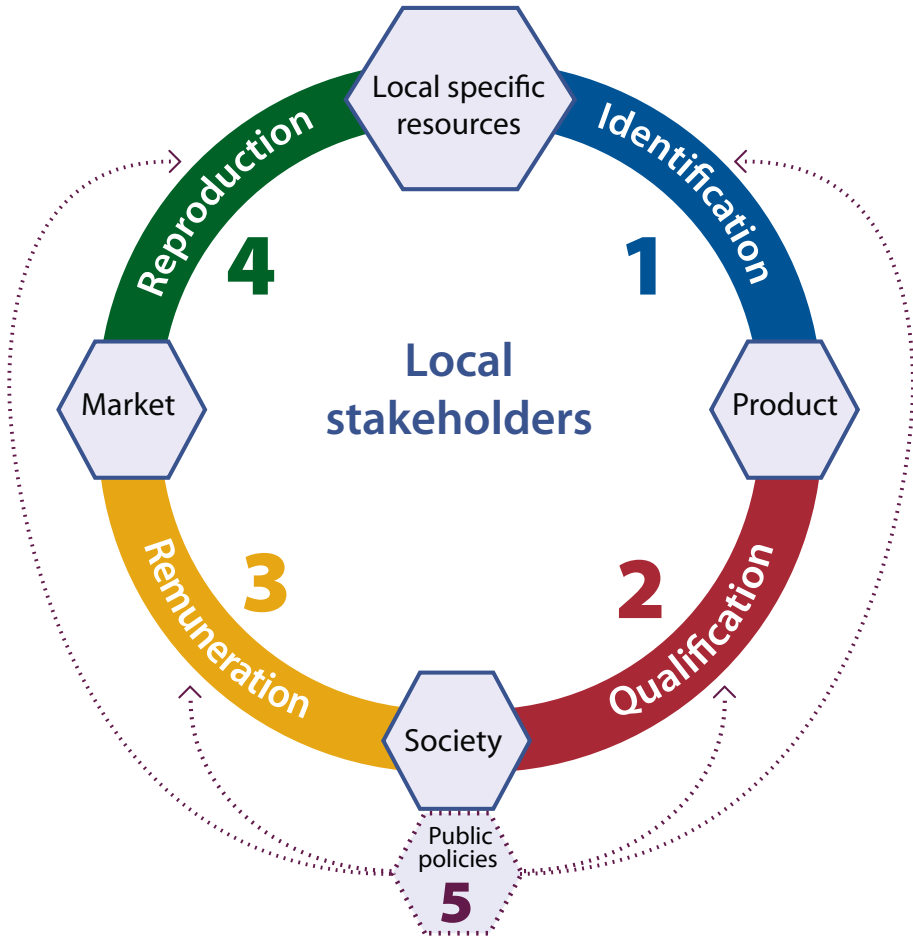 Local specific
resources
Identification
1
Product
Qualification
2
Society
Remuneration
3
Market
Reproduction
4
Local
stakeholders
Public
policies
5